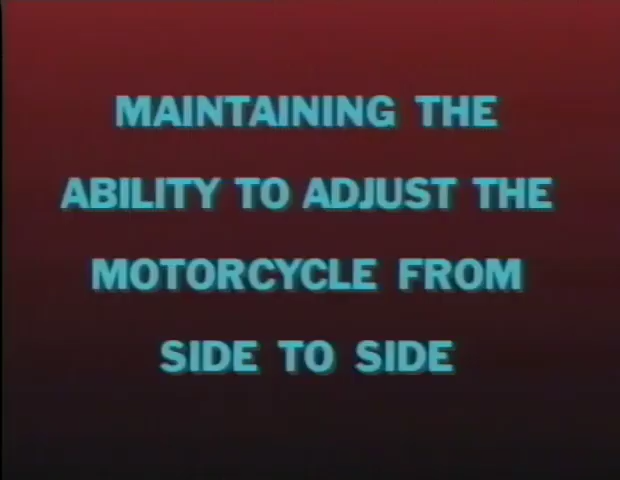 MAINTAINING THE
ABILITY TO ADJUST THE
MOTORCYCLE FROM
SIDE TO SIDE